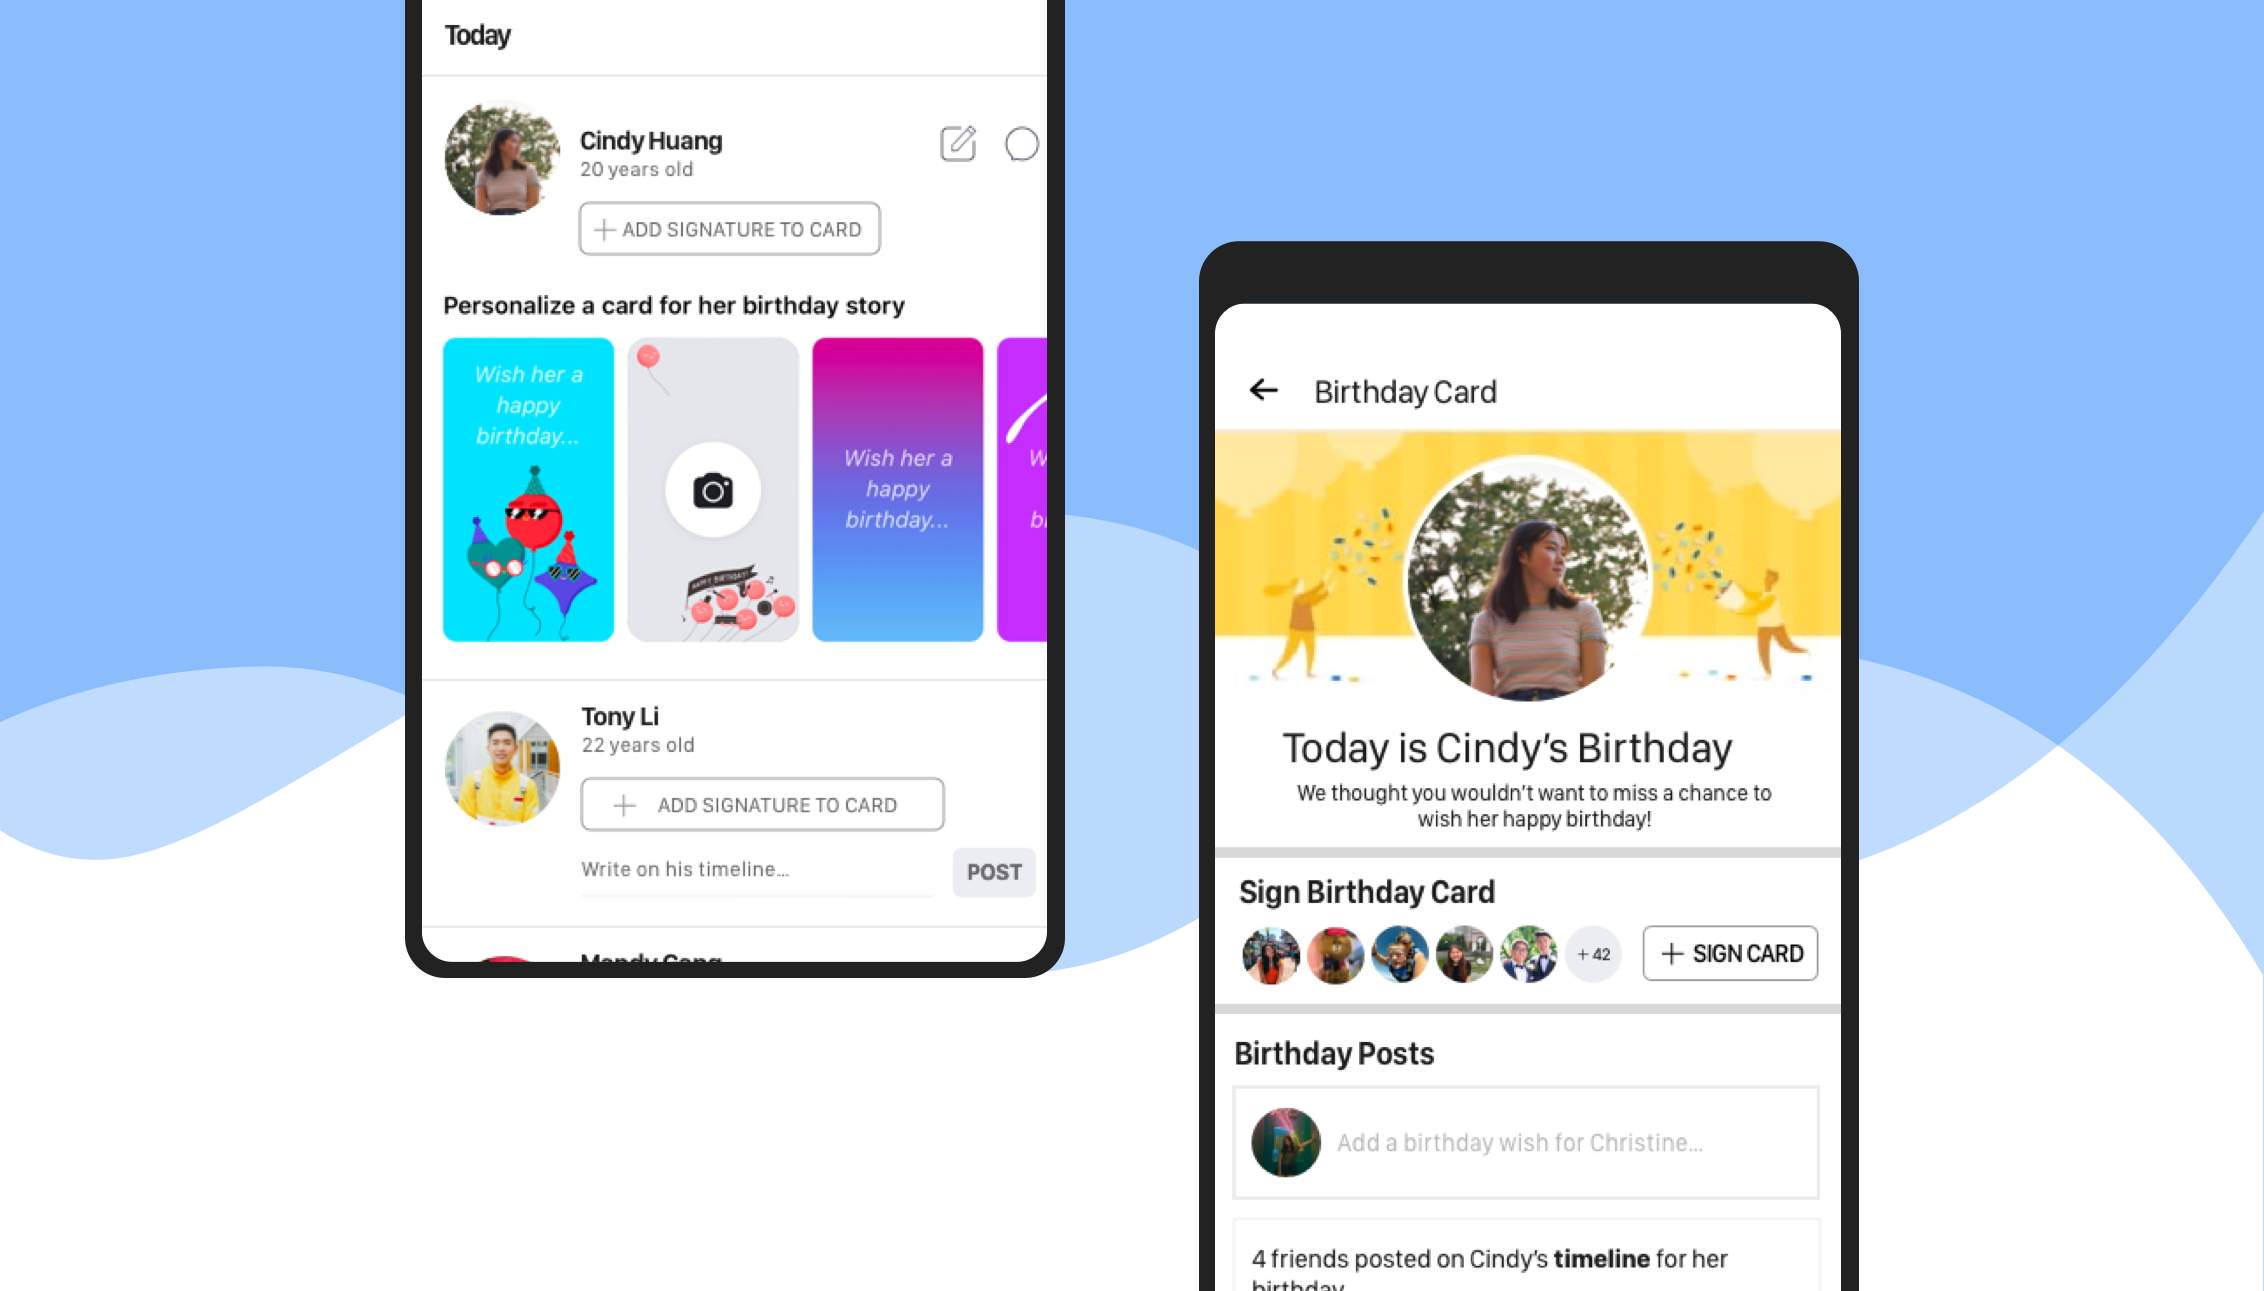 Today
Cindy Huang
20 years old
ADD SIGNATURE TO CARD
Personalize a card for her birthday story
Wish her a
happy
birthday...
HAPPY BIRTHDAY!
Wish her a
happy
birthday...
W
bi
Tony Li
22 years old
ADD SIGNATURE TO CARD
Write on his timeline...
POST
Birthday Card
Today is Cindy's Birthday
We thought you wouldn't want to miss a chance to
wish her happy birthday!
Sign Birthday Card
+ 42
SIGN CARD
Birthday Posts
Add a birthday wish for Christine...
4 friends posted on Cindy's timeline for her
birthday